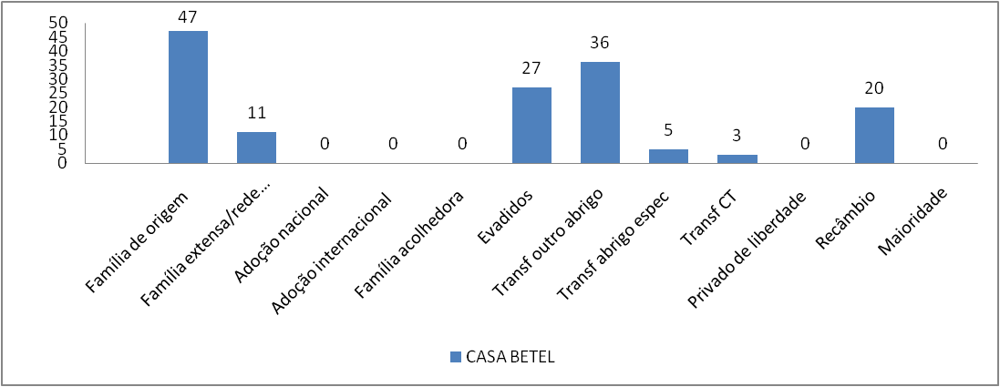 50
45
40
35
30
25
20
15
10
5
0
47
11
0
0
0
27
36
5
3
0
20
0
Família de origem
Família extensa/rede...
Adoção nacional
Adoção internacional
Família acolhedora
Evadidos
Transf outro abrigo
Transf abrigo espec
Transf CT
Privado de liberdade
Recâmbio
Maioridade
CASA BETEL